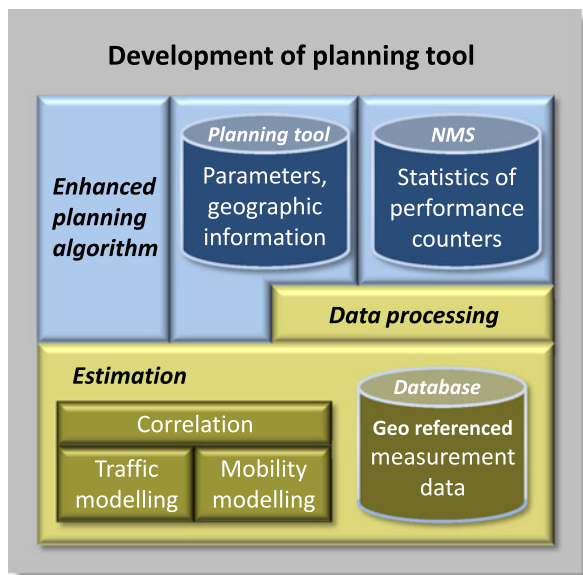 Development of planning tool
Enhanced
planning
algorithm
Planning tool
Parameters,
geographic
information
NMS
Statistics of
performance
counters
Data processing
Estimation
Correlation
Traffic
modelling
Mobility
modelling
Database
Geo referenced
measurement
data